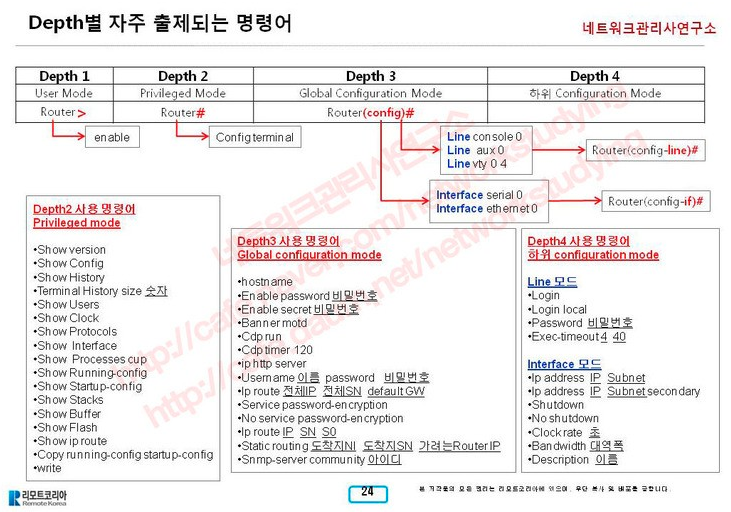 Depth별 자주 출제되는 명령어
네트워크관리사연구소
Depth 1 Depth 2 Depth 3 Depth 4
User Mode Privileged Mode Global Configuration Mode 하위 Configuration Mode
Router> Router# Router(config)#
enable
Config terminal
Line console 0
Line aux 0
Line vty 0 4
Router(config-line)#
Interface serial 0
Interface ethernet 0
Router(config-if)#
Depth2 사용 명령어
Privileged mode
•Show version
•Show Config
•Show History
•Terminal History size 숫자
•Show Users
•Show Clock
•Show Protocols
•Show Interface
•Show Processes cup
•Show Running-config
•Show Startup-config
•Show Stacks
•Show Buffer
•Show Flash
•Show ip route
•Copy running-config startup-config
•write
Depth3 사용 명령어
Global configuration mode
•hostname
•Enable password 비밀번호
•Enable secret 비밀번호
•Banner motd
•Cdp run
•Cdp timer 120
•ip http server
•Username 이름 password 비밀번호
•Ip route 전체IP 전체SN default GW
•Service password-encryption
•No service password-encryption
•Ip route IP SN S0
•Static routing 도착지NI 도착지SN 가려는Router IP
•Snmp-server community 아이디
Depth4 사용 명령어
하위 configuration mode
Line 모드
•Login
•Login local
•Password 비밀번호
•Exec-timeout 4 40
Interface 모드
•Ip address IP Subnet
•Ip address IP Subnet secondary
•Shutdown
•No shutdown
•Clock rate 초
•Bandwidth 대역폭
•Description 이름
네트워크관리사연구소
리모트코리아
Remote Korea
24
본 저작물의 모든 권리는 리모트코리아에 있으며, 무단 복사 및 배포를 금합니다.